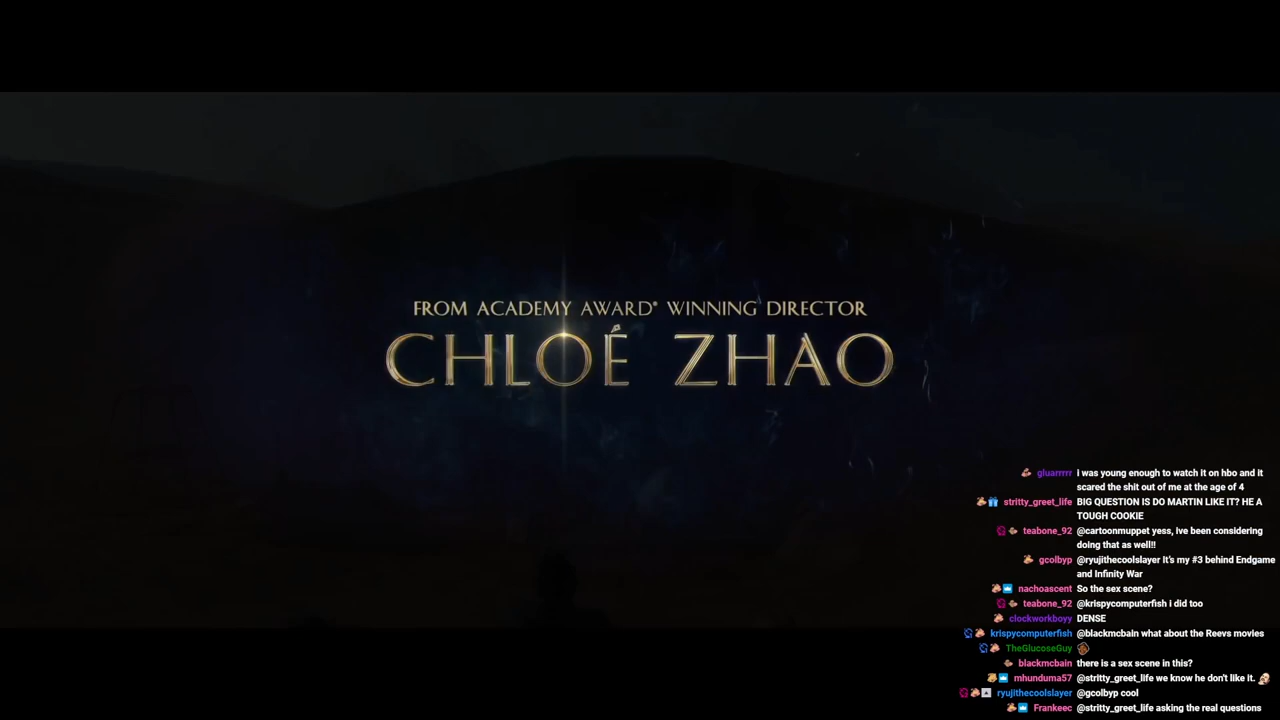 FROM ACADEMY AWARD® WINNING DIRECTOR
CHLOÉ ZHAO
gluarrrrr i was young enough to watch it on hbo and it
scared the shit out of me at the age of 4
stritty_greet_life BIG QUESTION IS DO MARTIN LIKE IT? HE A
TOUGH COOKIE
teabone_92 @cartoonmuppet yess, ive been considering
doing that as well!!
gcolbyp @ryujithecoolslayer It's my #3 behind Endgame
and Infinity War
nachoascent So the sex scene?
teabone_92 @krispycomputerfish i did too
clockworkboyy DENSE
krispycomputerfish @blackmcbain what about the Reevs movies
TheGlucoseGuy
blackmcbain there is a sex scene in this?
mhunduma57 @stritty_greet_life we know he don't like it.
ryujithecoolslayer @gcolbyp cool
Frankeec @stritty_greet_life asking the real questions